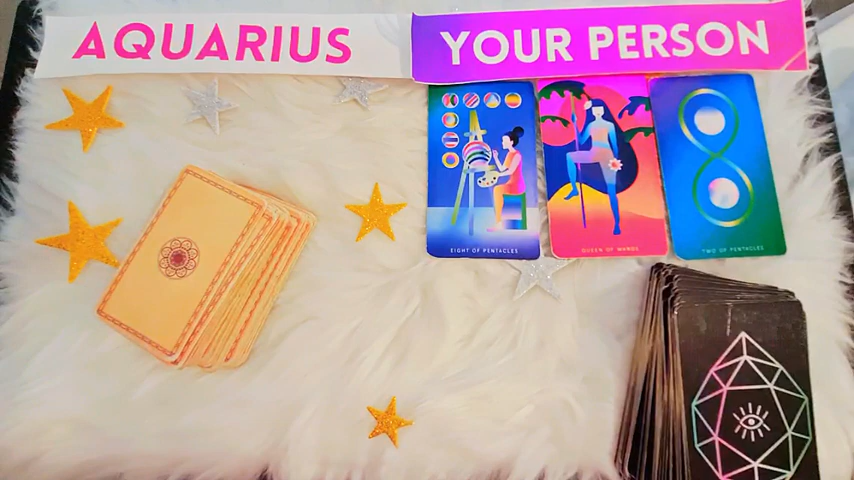 AQUARIUS
YOUR PERSON
EIGHT OF PENTACLES
QUEEN OF WANDS
TWO OF PENTACLES